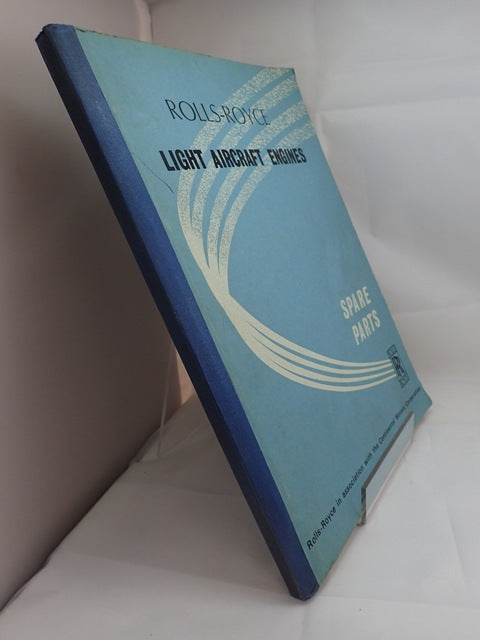 ROLLS-ROYCE
LIGHT AIRCRAFT ENGINES
SPARE
PARTS
Rolls-Royce in association with the Continental Motors Corporation